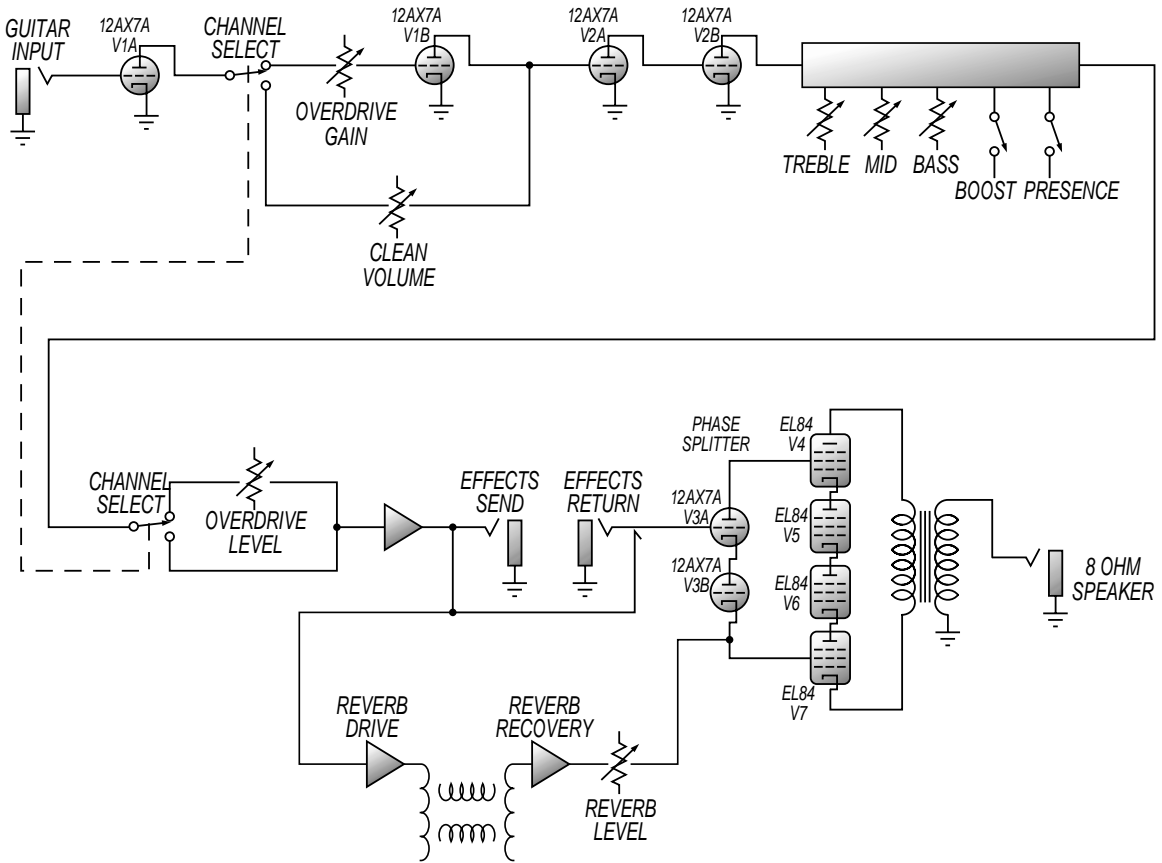 GUITAR
INPUT
12AX7A
V1A
CHANNEL
SELECT
OVERDRIVE
GAIN
12AX7A
V1B
12AX7A
V2A
12AX7A
V2B
TREBLE
MID
BASS
BOOST
PRESENCE
CLEAN
VOLUME
CHANNEL
SELECT
OVERDRIVE
LEVEL
EFFECTS
SEND
EFFECTS
RETURN
PHASE
SPLITTER
12AX7A
V3A
12AX7A
V3B
EL84
V4
EL84
V5
EL84
V6
EL84
V7
8 OHM
SPEAKER
REVERB
DRIVE
REVERB
RECOVERY
REVERB
LEVEL